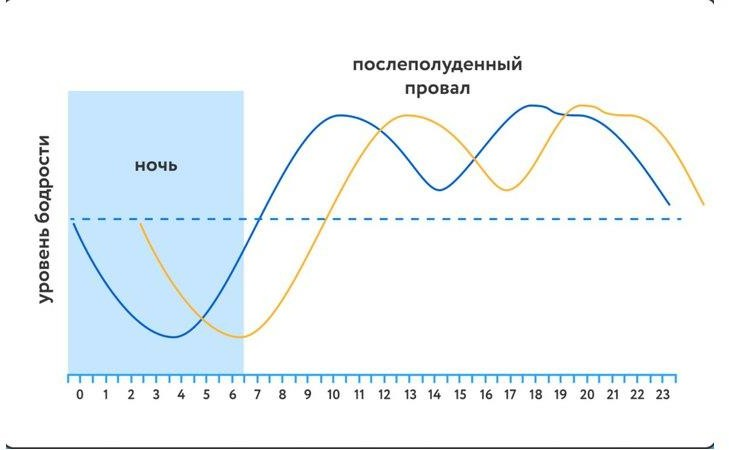 послеполуденный
провал
ночь
уровень бодрости
0 1 2 3 4 5 6 7 8 9 10 11 12 13 14 15 16 17 18 19 20 21 22 23